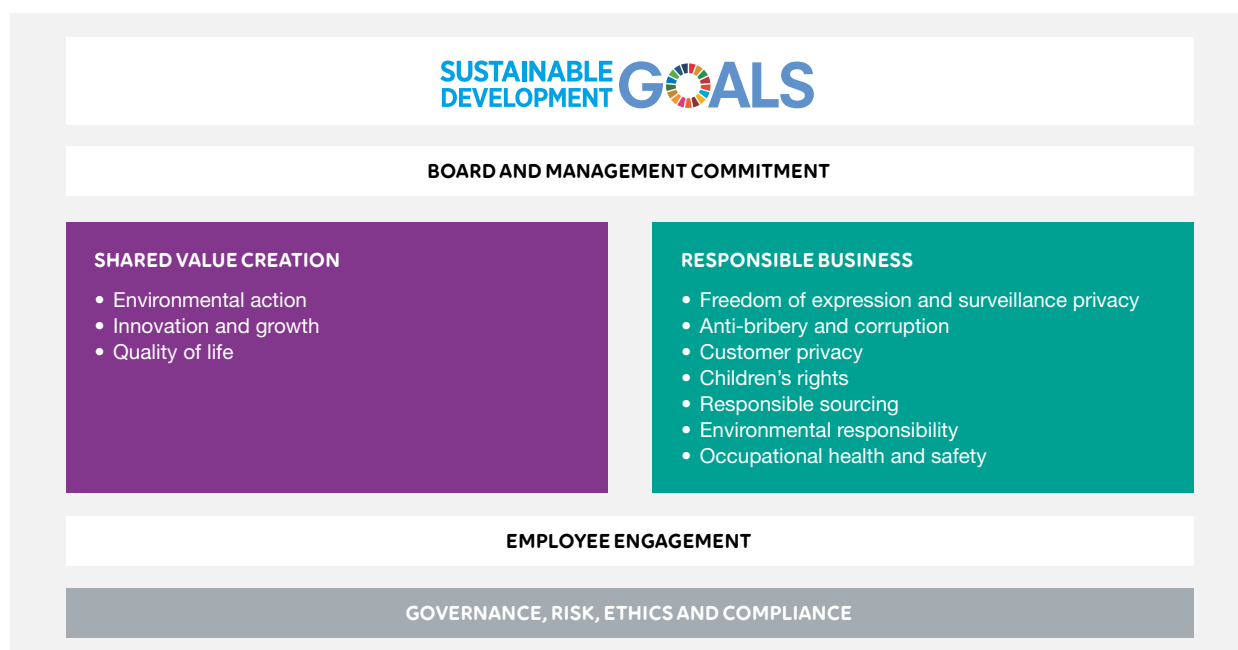 SUSTAINABLE
DEVELOPMENT GOALS
BOARD AND MANAGEMENT COMMITMENT
SHARED VALUE CREATION
• Environmental action
• Innovation and growth
• Quality of life
RESPONSIBLE BUSINESS
• Freedom of expression and surveillance privacy
• Anti-bribery and corruption
• Customer privacy
• Children’s rights
• Responsible sourcing
• Environmental responsibility
• Occupational health and safety
EMPLOYEE ENGAGEMENT
GOVERNANCE, RISK, ETHICS AND COMPLIANCE